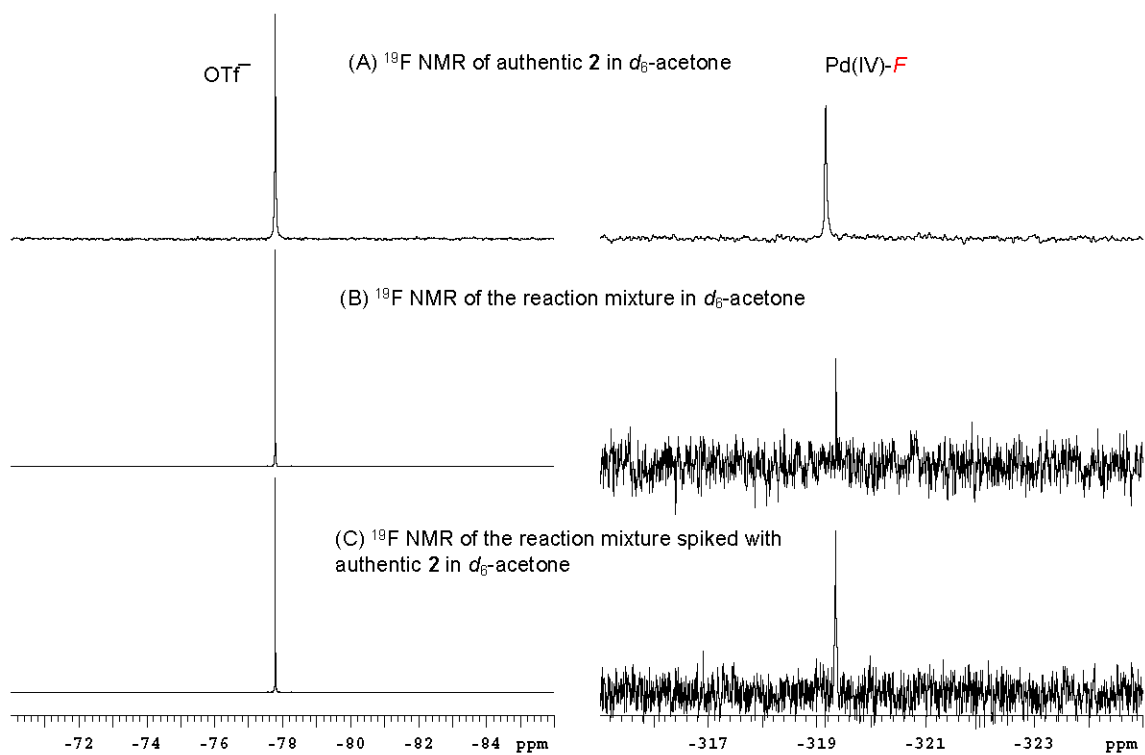 OTf⁻
(A) ¹⁹F NMR of authentic 2 in d₆-acetone
Pd(IV)-F
(B) ¹⁹F NMR of the reaction mixture in d₆-acetone
(C) ¹⁹F NMR of the reaction mixture spiked with
authentic 2 in d₆-acetone
-72 -74 -76 -78 -80 -82 -84 ppm
-317 -319 -321 -323 ppm